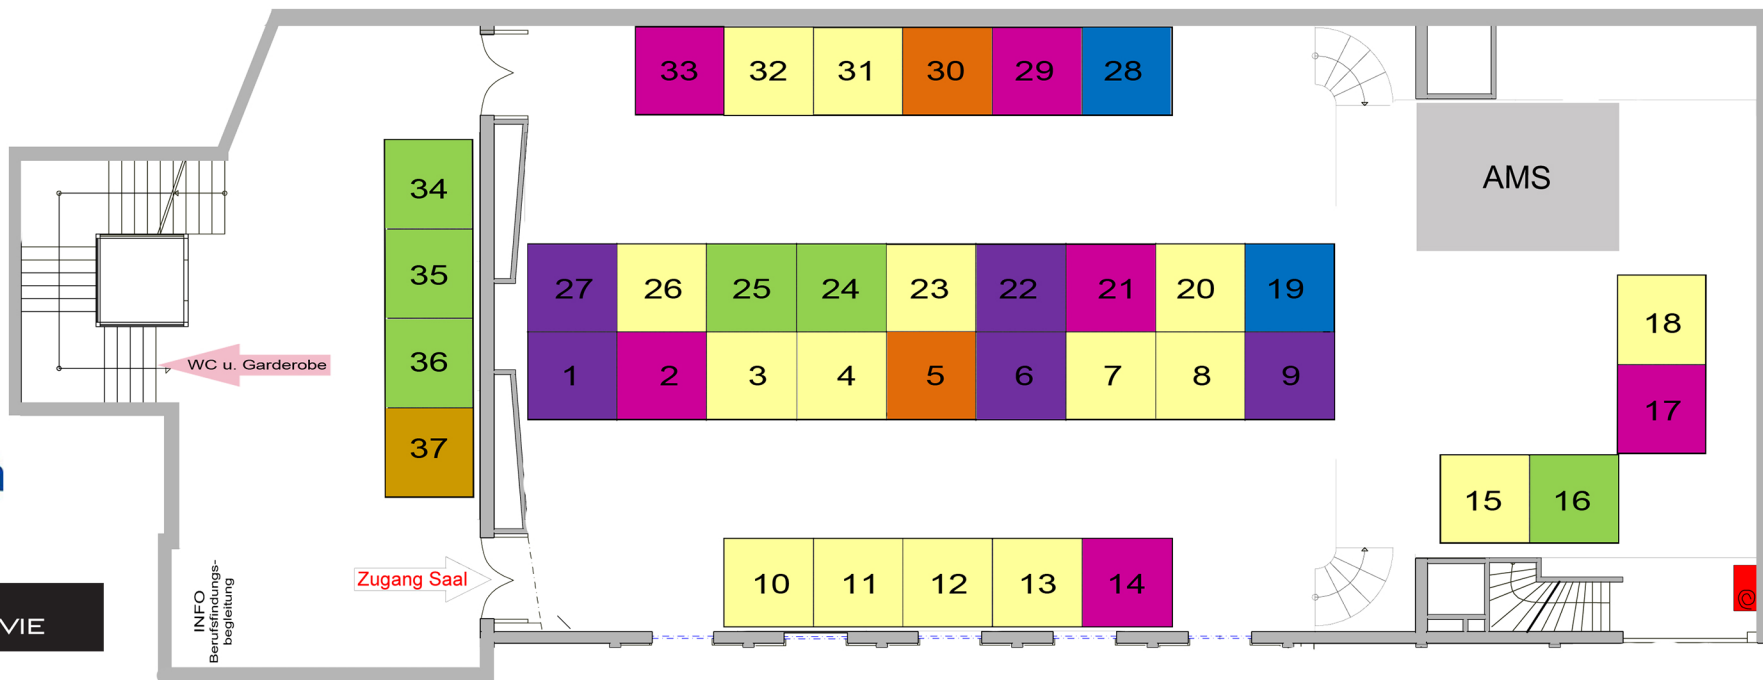 33 32 31 30 29 28
AMS
34
35
36
37
27 26 25 24 23 22 21 20 19
1 2 3 4 5 6 7 8 9
18
17
15 16
WC u. Garderobe
Zugang Saal
10 11 12 13 14
INFO
Berufsfindungs-
begleitung
VIE